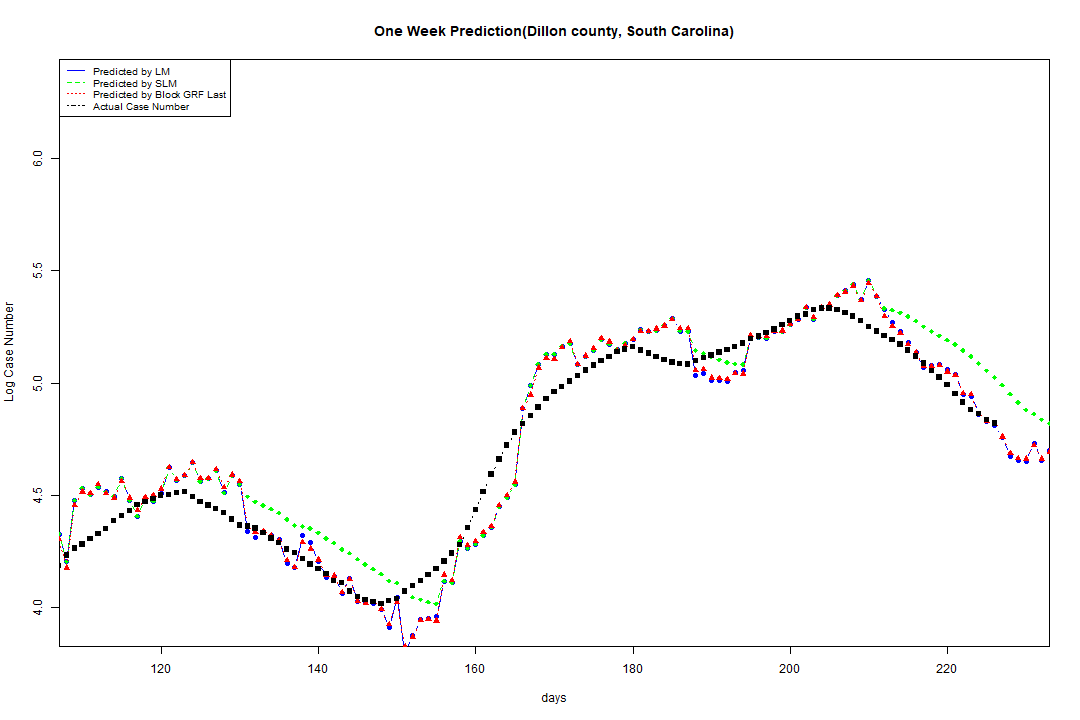 One Week Prediction(Dillon county, South Carolina)
Predicted by LM
Predicted by SLM
Predicted by Block GRF Last
Actual Case Number
6.0
5.5
5.0
4.5
4.0
Log Case Number
120 140 160 180 200 220
days